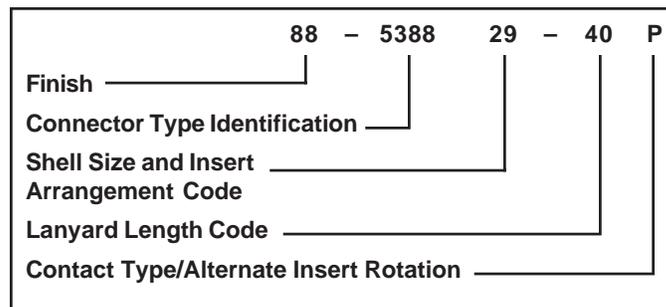 88 – 5388 29 – 40 P
Finish
Connector Type Identification
Shell Size and Insert
Arrangement Code
Lanyard Length Code
Contact Type/Alternate Insert Rotation